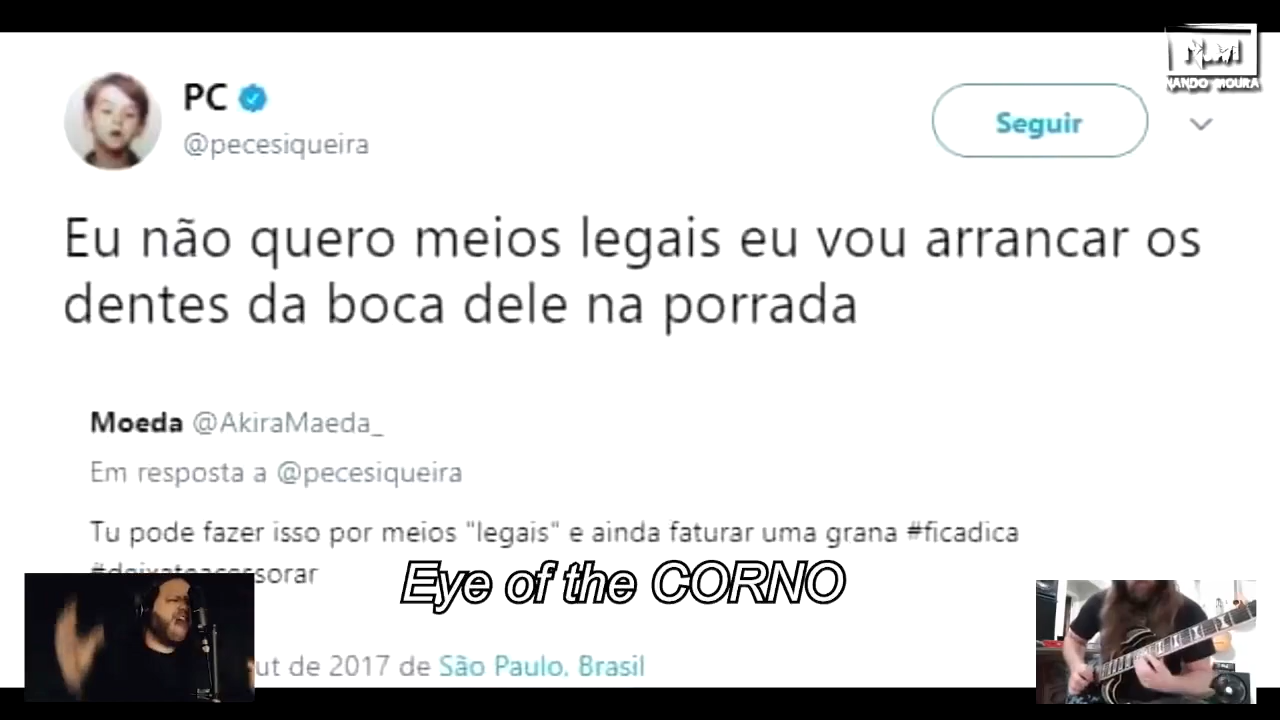 PC
NANDO MOURA
@pecesiqueira
Seguir
Eu não quero meios legais eu vou arrancar os
dentes da boca dele na porrada
Moeda @AkiraMaeda_
Em resposta a @pecesiqueira
Tu pode fazer isso por meios "legais" e ainda faturar uma grana #ficadica
#deixateacessorar
Eye of the CORNO
ut de 2017 de São Paulo, Brasil